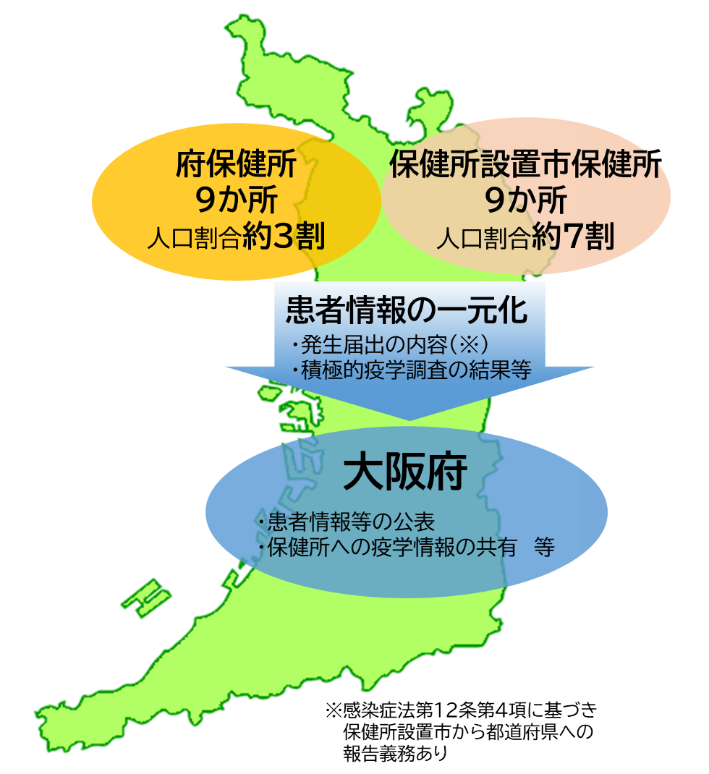 府保健所
9か所
人口割合約3割
保健所設置市保健所
9か所
人口割合約7割
患者情報の一元化
・発生届出の内容(※)
・積極的疫学調査の結果等
大阪府
・患者情報等の公表
・保健所への疫学情報の共有　等
※感染症法第12条第4項に基づき
保健所設置市から都道府県への
報告義務あり